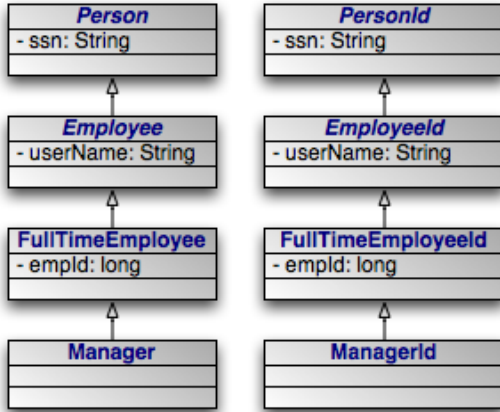 Person
- ssn: String
Employee
- userName: String
FullTimeEmployee
- empId: long
Manager
PersonId
- ssn: String
EmployeeId
- userName: String
FullTimeEmployeeId
- empId: long
ManagerId